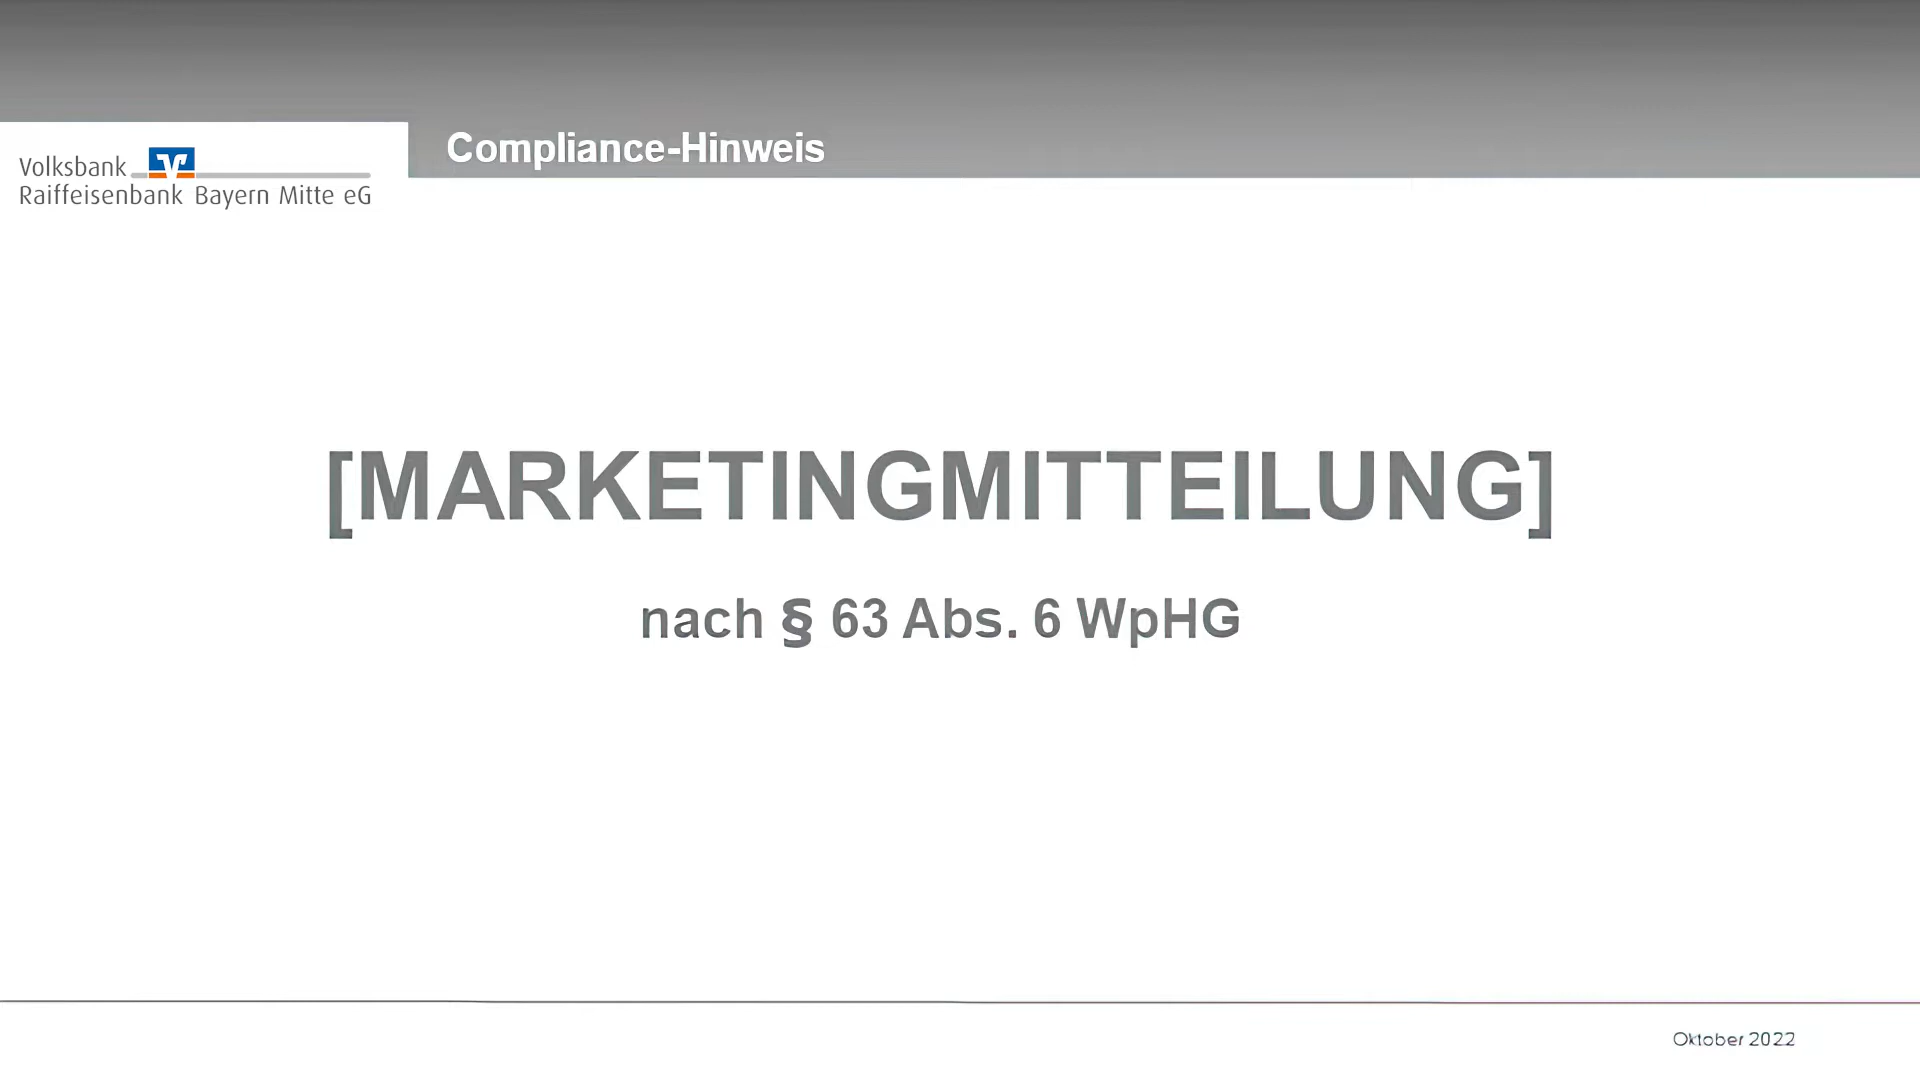 Compliance-Hinweis
Volksbank
Raiffeisenbank Bayern Mitte eG
[MARKETINGMITTEILUNG]
nach § 63 Abs. 6 WpHG
Oktober 2022